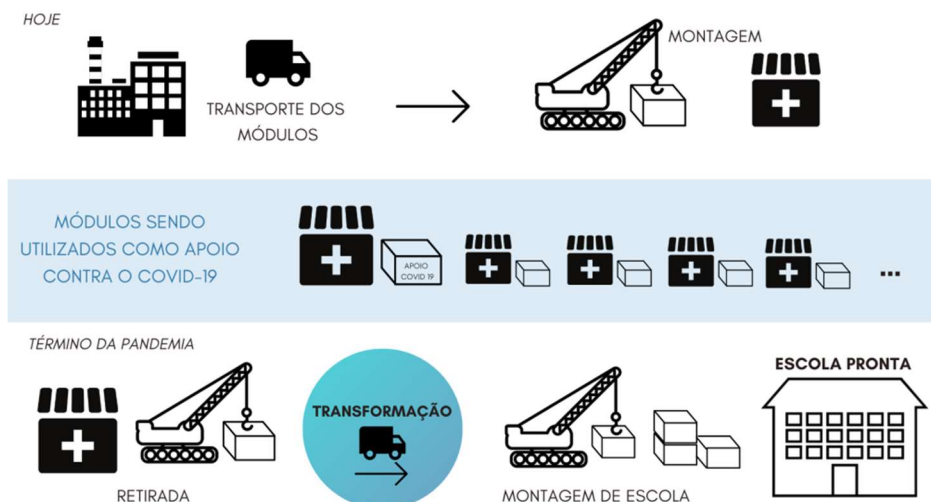 HOJE
TRANSPORTE DOS
MÓDULOS
MONTAGEM
MÓDULOS SENDO
UTILIZADOS COMO APOIO
CONTRA O COVID-19
APOIO
COVID 19
...
TÉRMINO DA PANDEMIA
RETIRADA
TRANSFORMAÇÃO
MONTAGEM DE ESCOLA
ESCOLA PRONTA